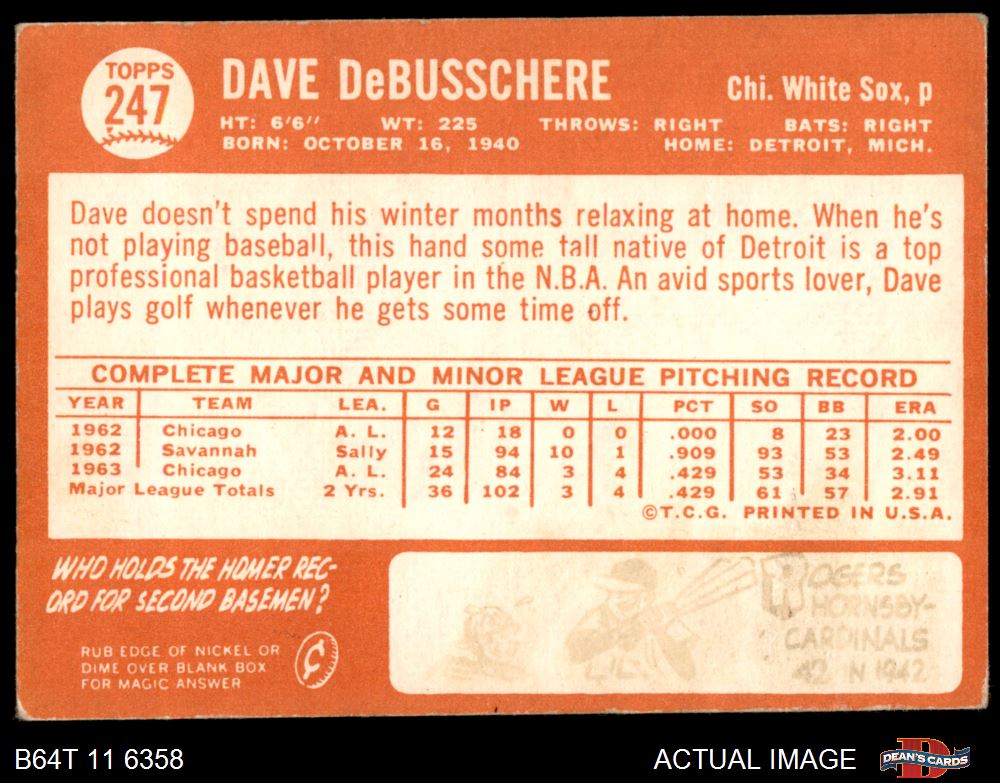 TOPPS
247
DAVE DeBUSSCHERE
Chi. White Sox, p
HT: 6'6'' WT: 225 THROWS: RIGHT BATS: RIGHT
BORN: OCTOBER 16, 1940 HOME: DETROIT, MICH.
Dave doesn't spend his winter months relaxing at home. When he's
not playing baseball, this hand some tall native of Detroit is a top
professional basketball player in the N.B.A. An avid sports lover, Dave
plays golf whenever he gets some time off.
COMPLETE MAJOR AND MINOR LEAGUE PITCHING RECORD
YEAR TEAM LEA. G IP W L PCT SO BB ERA
1962 Chicago A. L. 12 18 0 0 .000 8 23 2.00
1962 Savannah Sally 15 94 10 1 .909 93 53 2.49
1963 Chicago A. L. 24 84 3 4 .429 53 34 3.11
Major League Totals 2 Yrs. 36 102 3 4 .429 61 57 2.91
©T.C.G. PRINTED IN U.S.A.
WHO HOLDS THE HOMER REC-
ORD FOR SECOND BASEMEN?
RUB EDGE OF NICKEL OR
DIME OVER BLANK BOX
FOR MAGIC ANSWER
ROGERS
HORNSBY-
CARDINALS
42 IN 1942
B64T 11 6358
ACTUAL IMAGE
DEAN'S CARDS